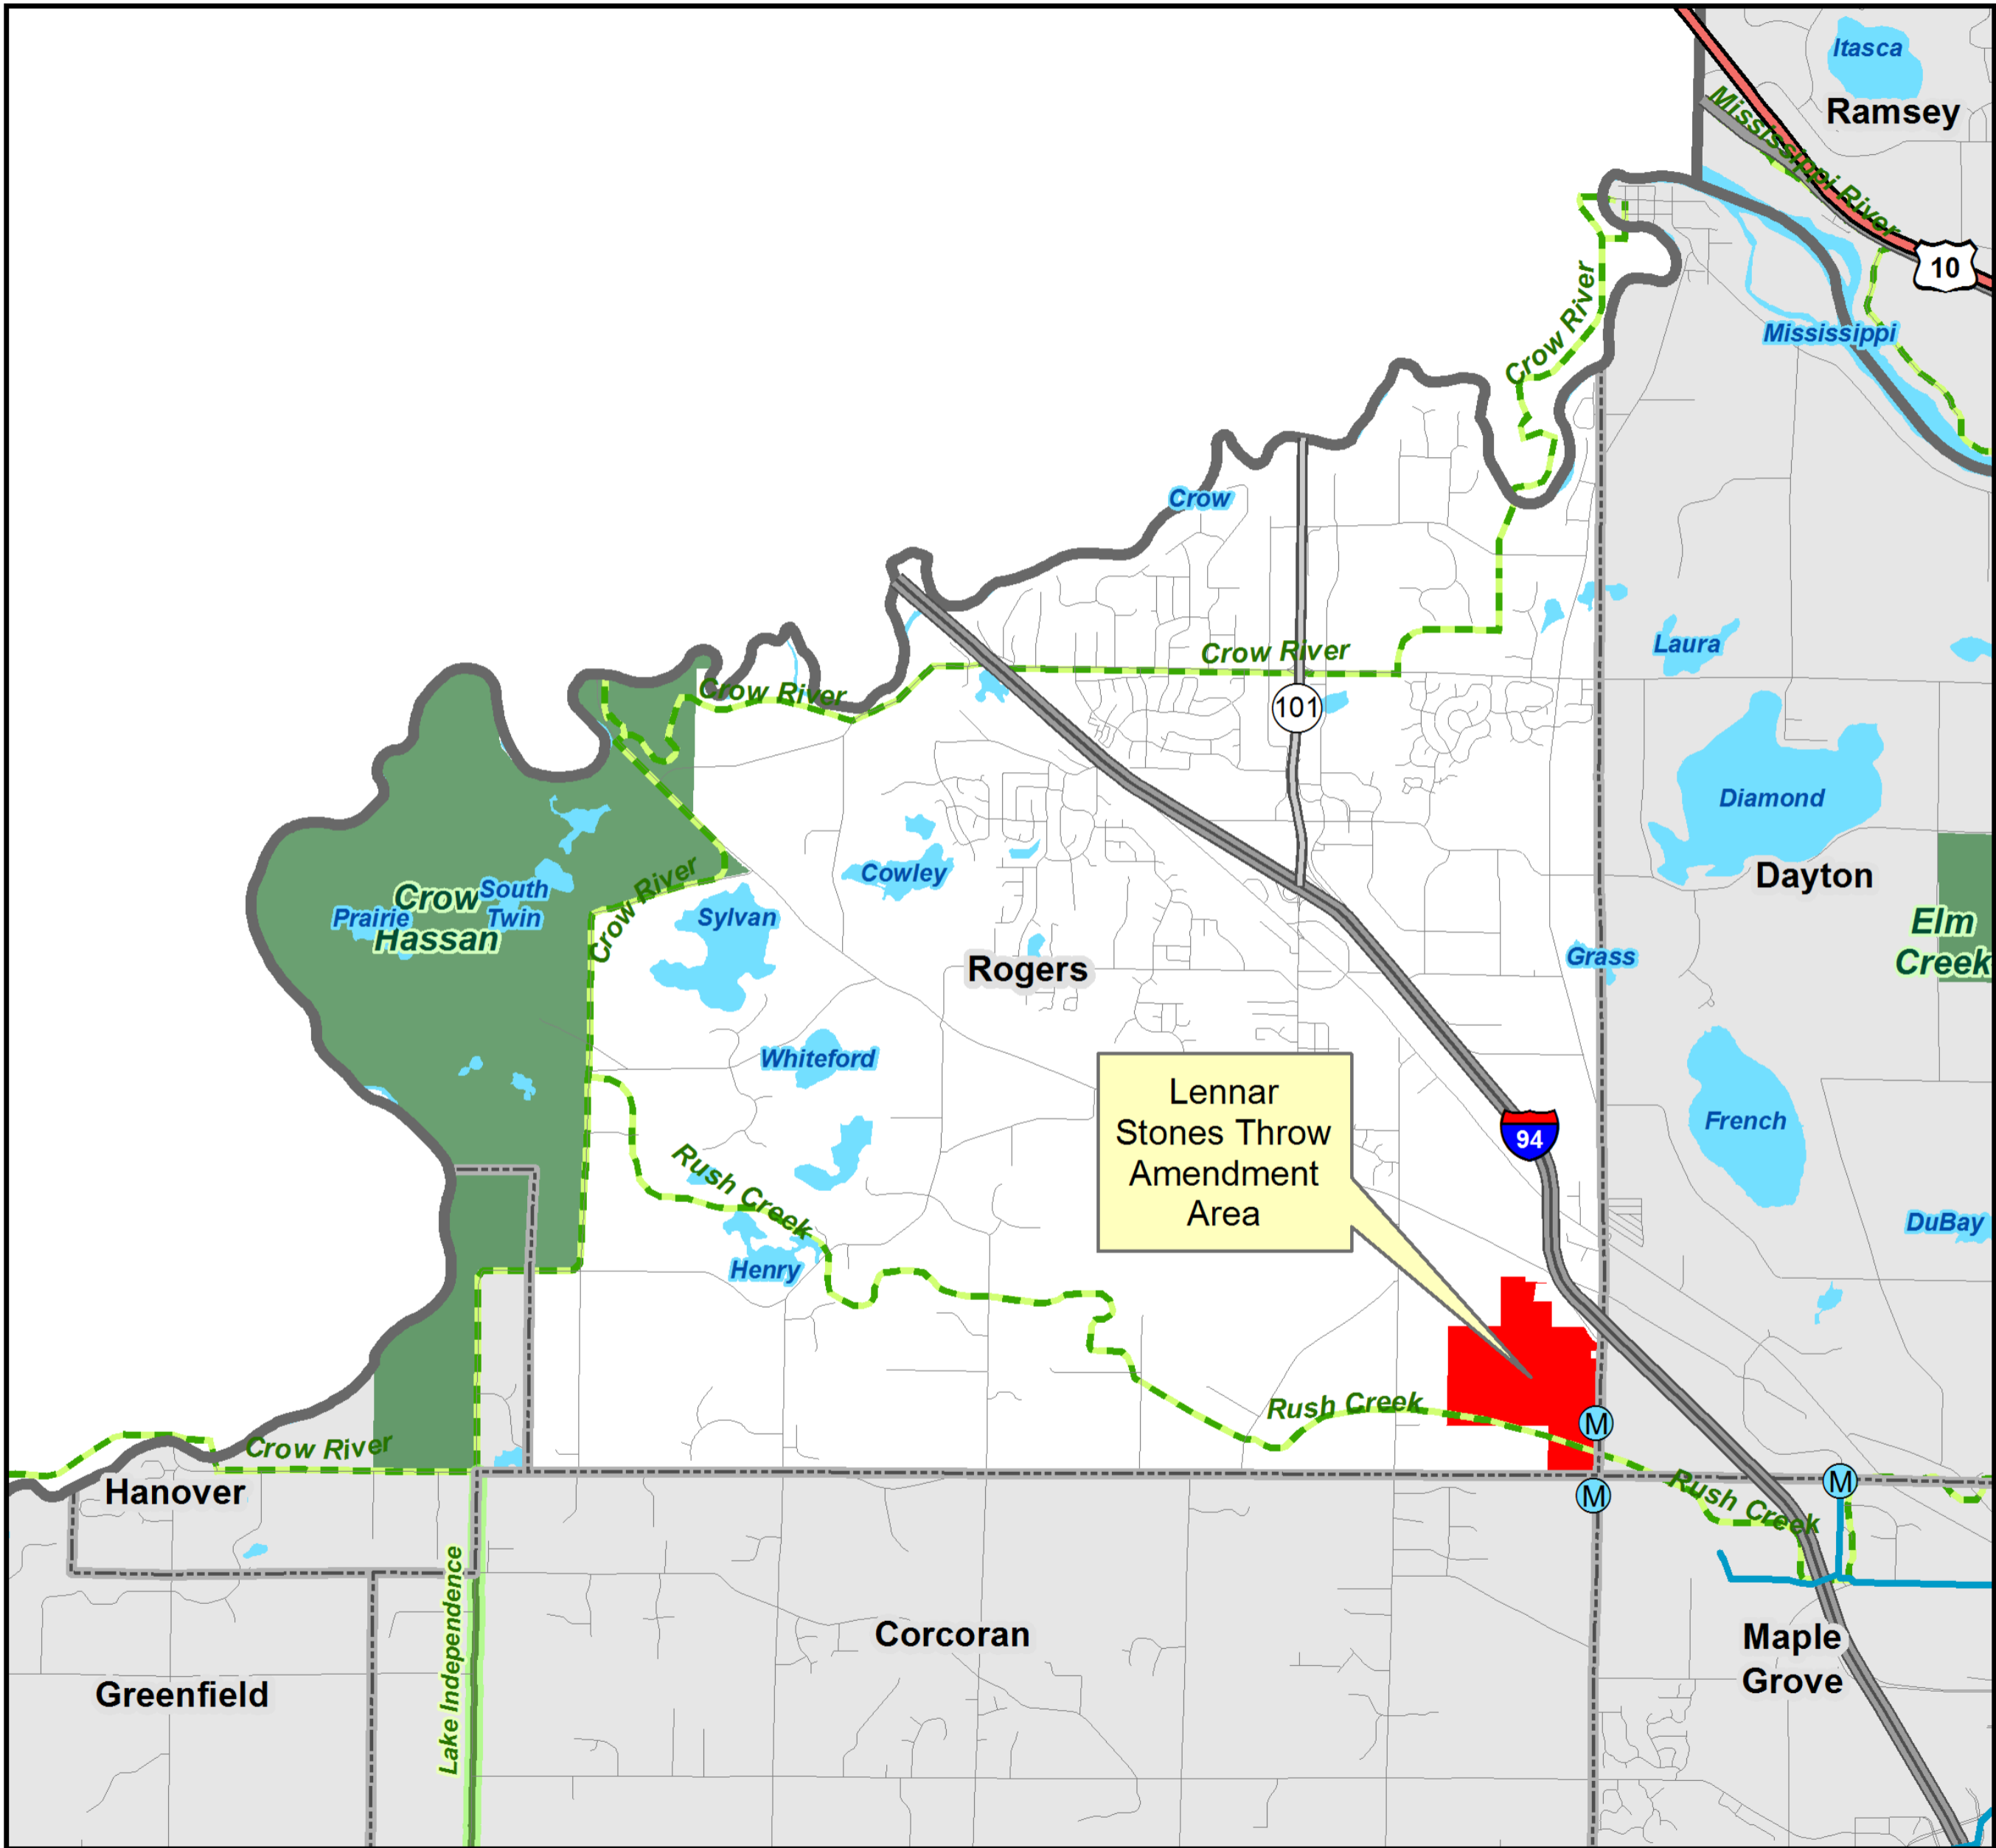 Itasca
Ramsey
Mississippi River
10
Mississippi
Crow River
Crow
Laura
Crow River
Crow River
101
Diamond
Dayton
Cowley
Crow River
Crow
Hassan
South
Twin
Prairie
Sylvan
Elm
Creek
Grass
Rogers
Whiteford
Lennar
Stones Throw
Amendment
Area
94
French
Rush Creek
DuBay
Henry
Rush Creek
M
Crow River
Hanover
M
M
Rush Creek
Lake Independence
Corcoran
Maple
Grove
Greenfield